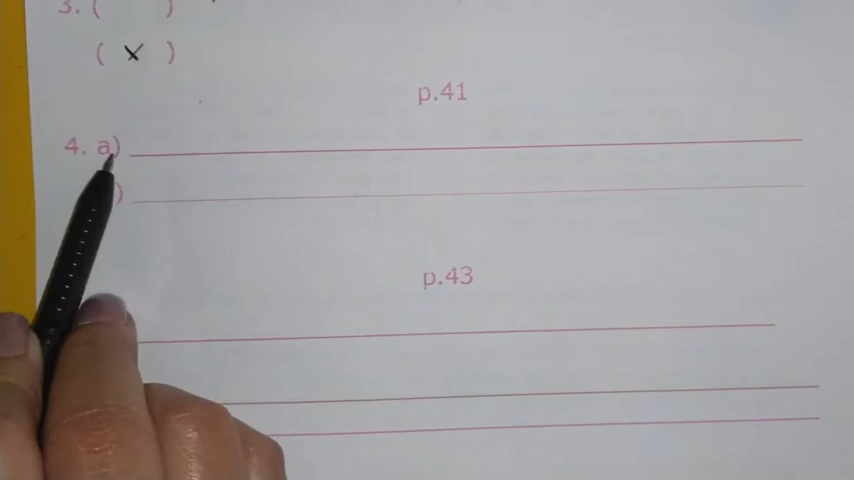 3. ( )
( X )
p.41
4. a)
)
p.43